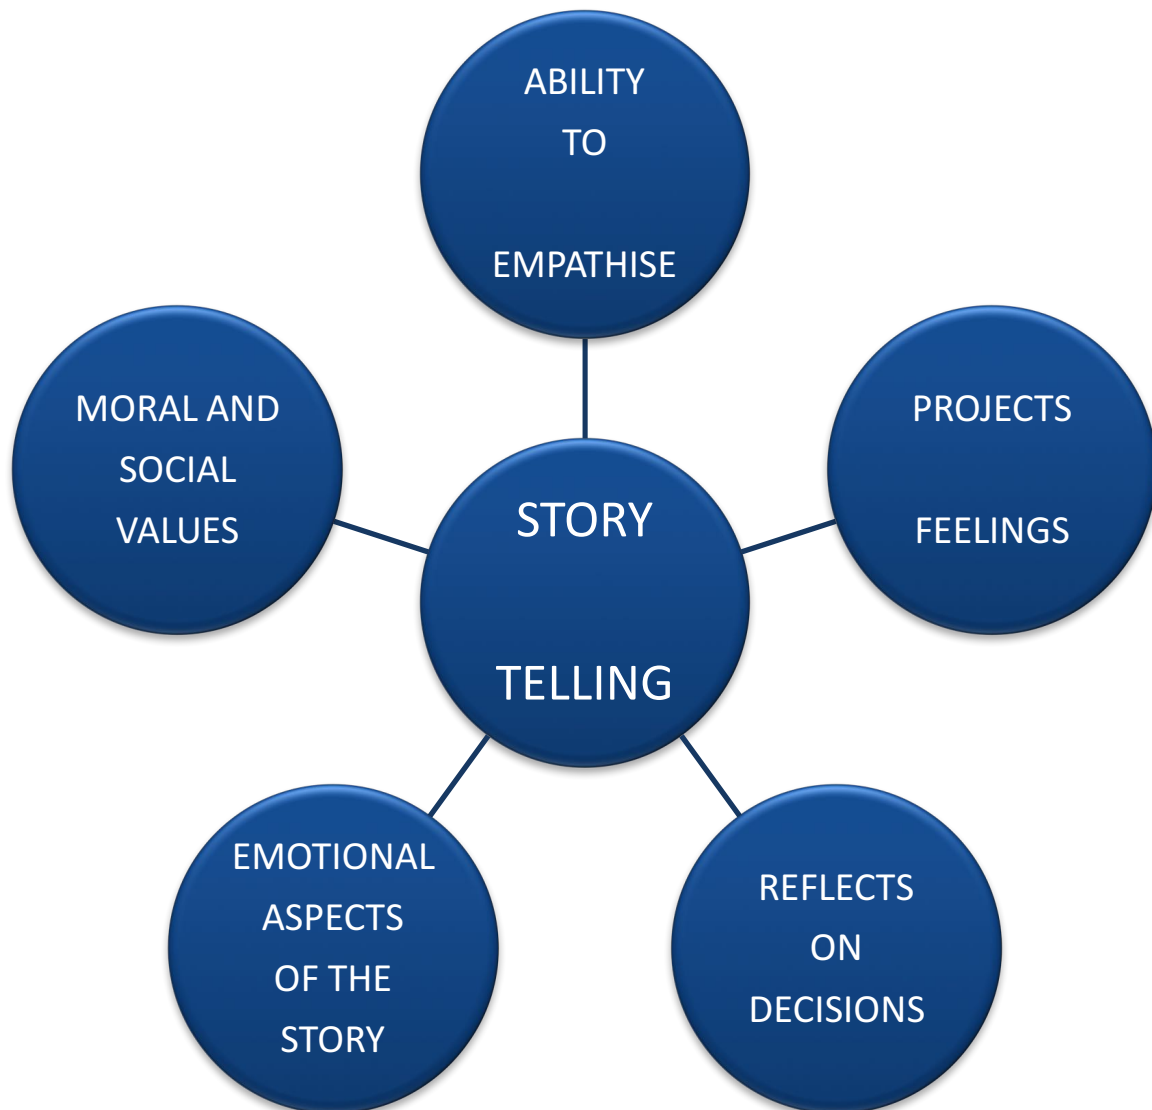 ABILITY
TO
EMPATHISE
MORAL AND
SOCIAL
VALUES
PROJECTS
FEELINGS
STORY
TELLING
EMOTIONAL
ASPECTS
OF THE
STORY
REFLECTS
ON
DECISIONS